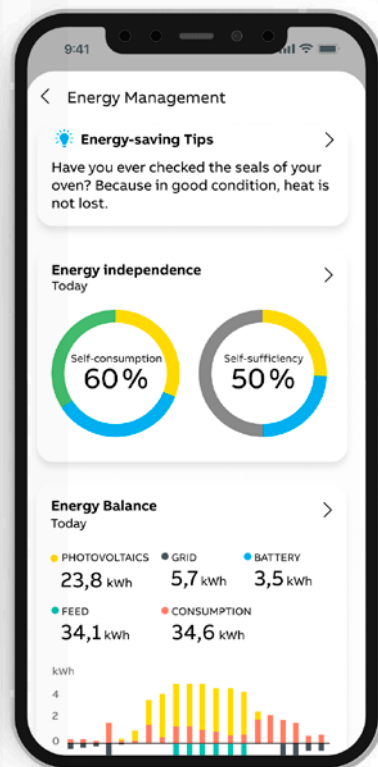 9:41
Energy Management
Energy-saving Tips
Have you ever checked the seals of your
oven? Because in good condition, heat is
not lost.
Energy independence
Today
Self-consumption
60%
Self-sufficiency
50%
Energy Balance
Today
PHOTOVOLTAICS GRID BATTERY
23,8 kWh 5,7 kWh 3,5 kWh
FEED CONSUMPTION
34,1 kWh 34,6 kWh
kWh
4
2
0